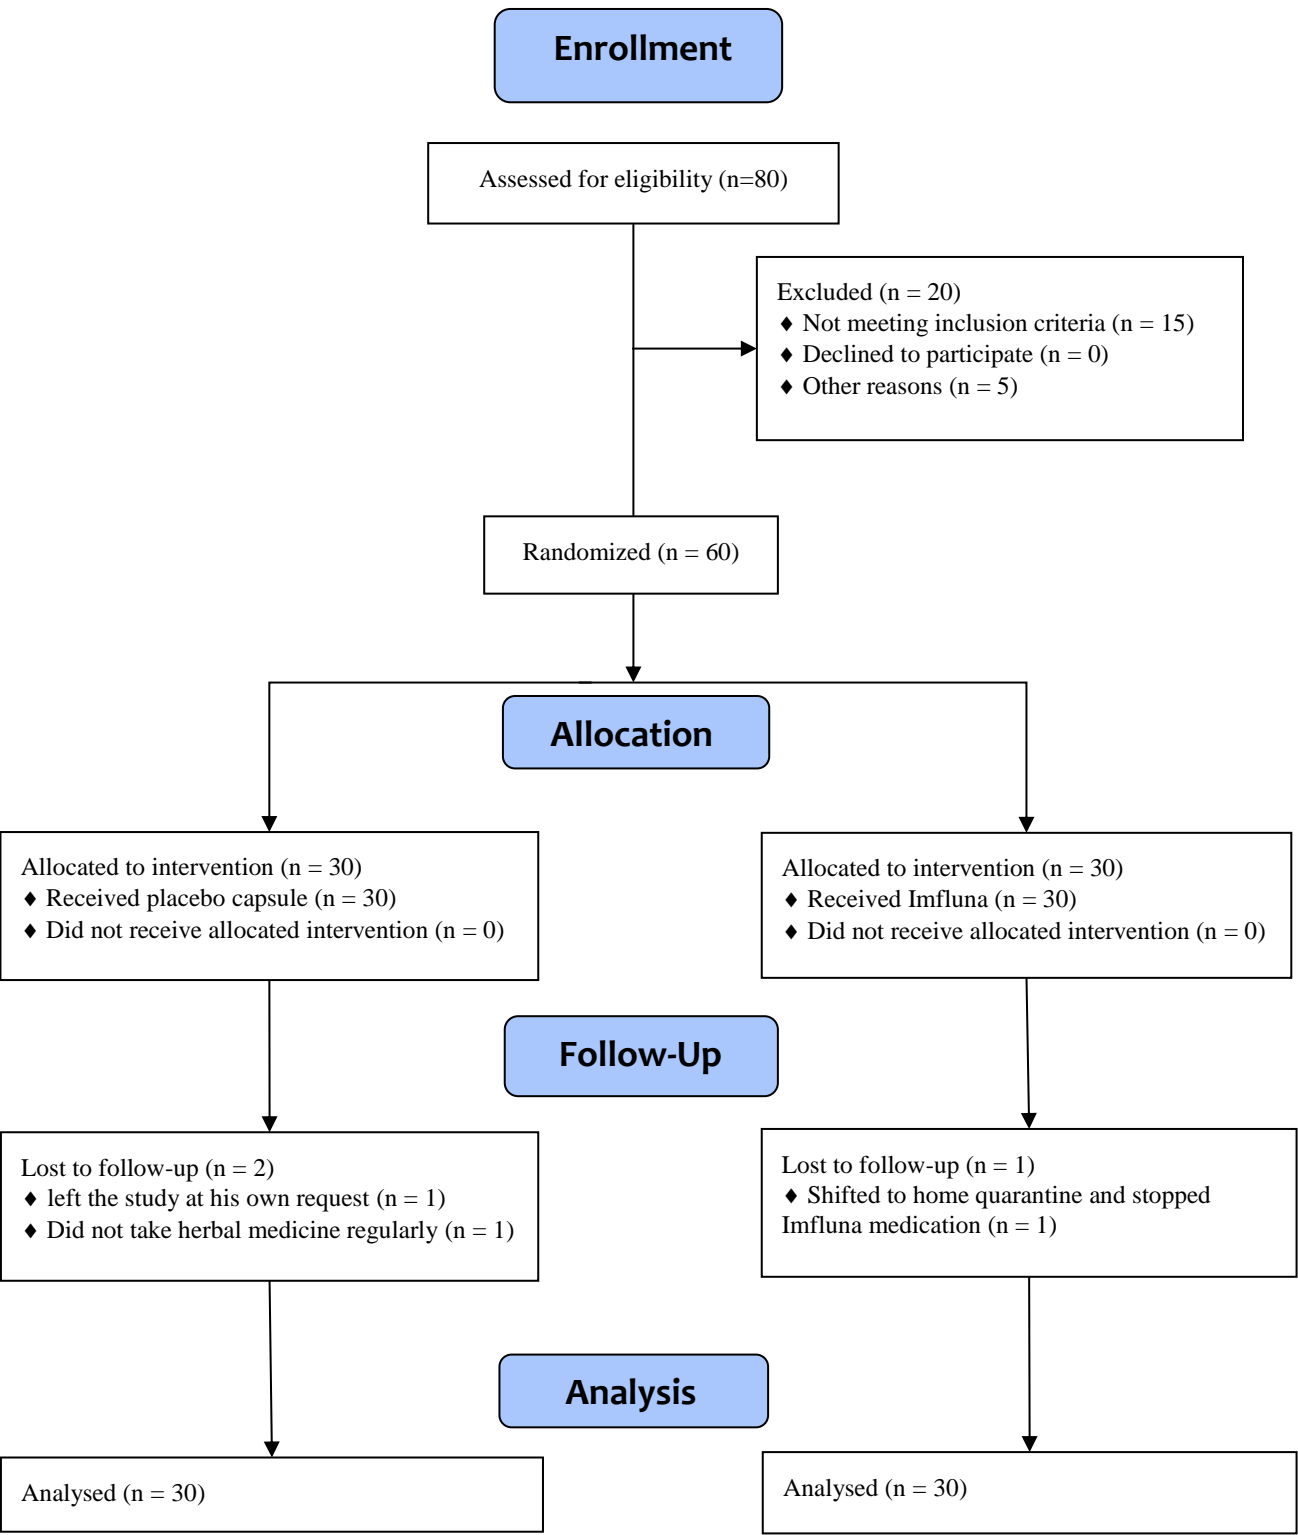 Enrollment
Assessed for eligibility (n=80)
Excluded (n = 20)
♦ Not meeting inclusion criteria (n = 15)
♦ Declined to participate (n = 0)
♦ Other reasons (n = 5)
Randomized (n = 60)
Allocation
Allocated to intervention (n = 30)
♦ Received placebo capsule (n = 30)
♦ Did not receive allocated intervention (n = 0)
Allocated to intervention (n = 30)
♦ Received Imfluna (n = 30)
♦ Did not receive allocated intervention (n = 0)
Follow-Up
Lost to follow-up (n = 2)
♦ left the study at his own request (n = 1)
♦ Did not take herbal medicine regularly (n = 1)
Lost to follow-up (n = 1)
♦ Shifted to home quarantine and stopped
Imfluna medication (n = 1)
Analysis
Analysed (n = 30)
Analysed (n = 30)